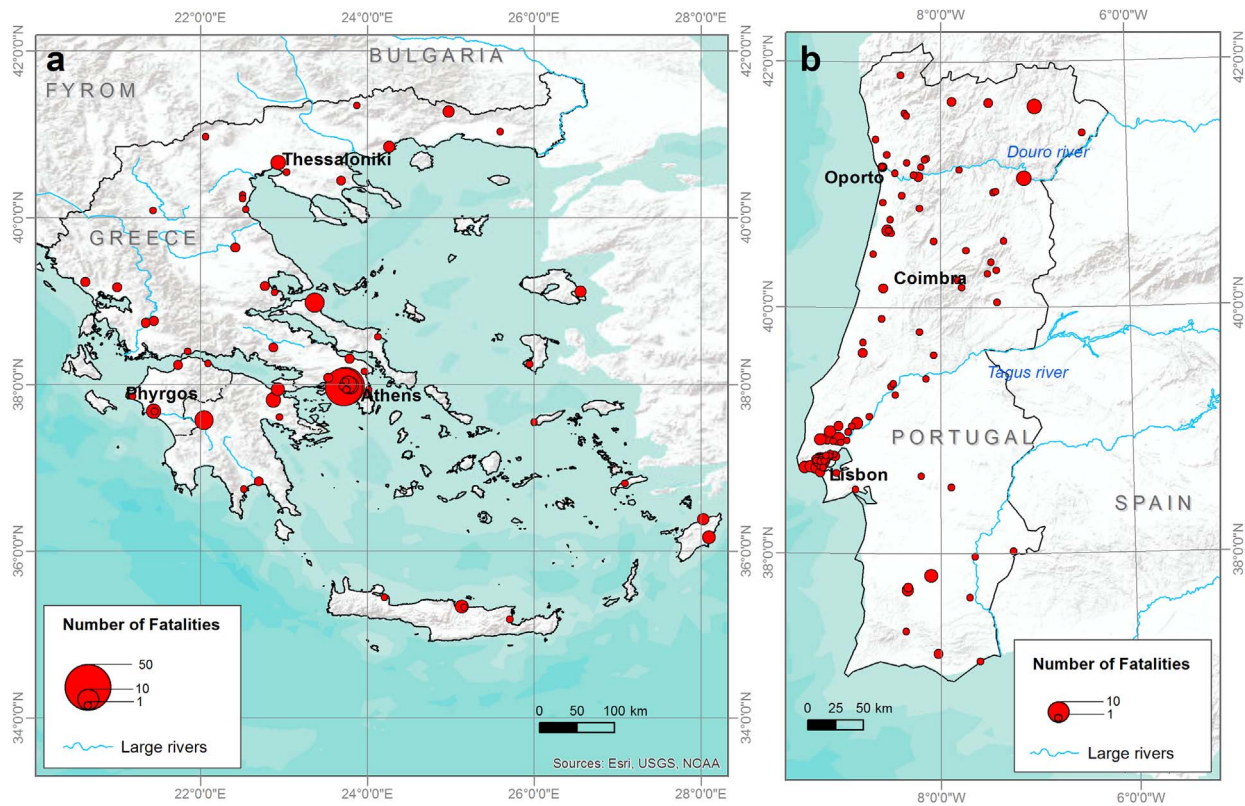 22°0'0"E 24°0'0"E 26°0'0"E 28°0'0"E
a
BULGARIA
FYROM
42°0'0"N
42°0'0"N
Thessaloniki
40°0'0"N
40°0'0"N
GREECE
38°0'0"N
38°0'0"N
Phyrgos
Athens
36°0'0"N
36°0'0"N
34°0'0"N
34°0'0"N
Number of Fatalities
50
10
1
Large rivers
0 50 100 km
Sources: Esri, USGS, NOAA
22°0'0"E 24°0'0"E 26°0'0"E 28°0'0"E
8°0'0"W 6°0'0"W
b
42°0'0"N
42°0'0"N
Douro river
Oporto
Coimbra
40°0'0"N
40°0'0"N
Tagus river
PORTUGAL
Lisbon
SPAIN
38°0'0"N
38°0'0"N
Number of Fatalities
10
1
Large rivers
0 25 50 km
8°0'0"W 6°0'0"W